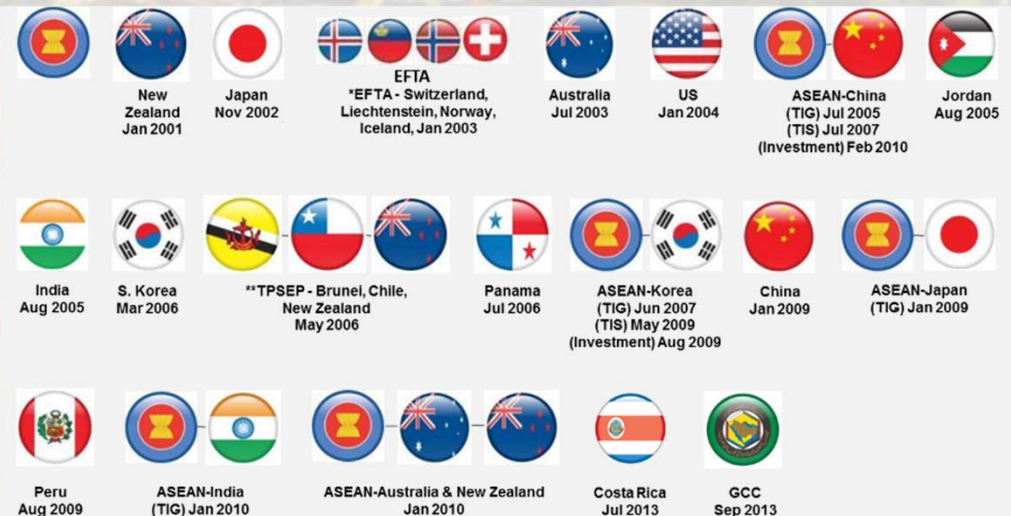 New
Zealand
Jan 2001
Japan
Nov 2002
EFTA
*EFTA - Switzerland,
Liechtenstein, Norway,
Iceland, Jan 2003
Australia
Jul 2003
US
Jan 2004
ASEAN-China
(TIG) Jul 2005
(TIS) Jul 2007
(Investment) Feb 2010
Jordan
Aug 2005
India
Aug 2005
S. Korea
Mar 2006
**TPSEP - Brunei, Chile,
New Zealand
May 2006
Panama
Jul 2006
ASEAN-Korea
(TIG) Jun 2007
(TIS) May 2009
(Investment) Aug 2009
China
Jan 2009
ASEAN-Japan
(TIG) Jan 2009
Peru
Aug 2009
ASEAN-India
(TIG) Jan 2010
ASEAN-Australia & New Zealand
Jan 2010
Costa Rica
Jul 2013
GCC
Sep 2013